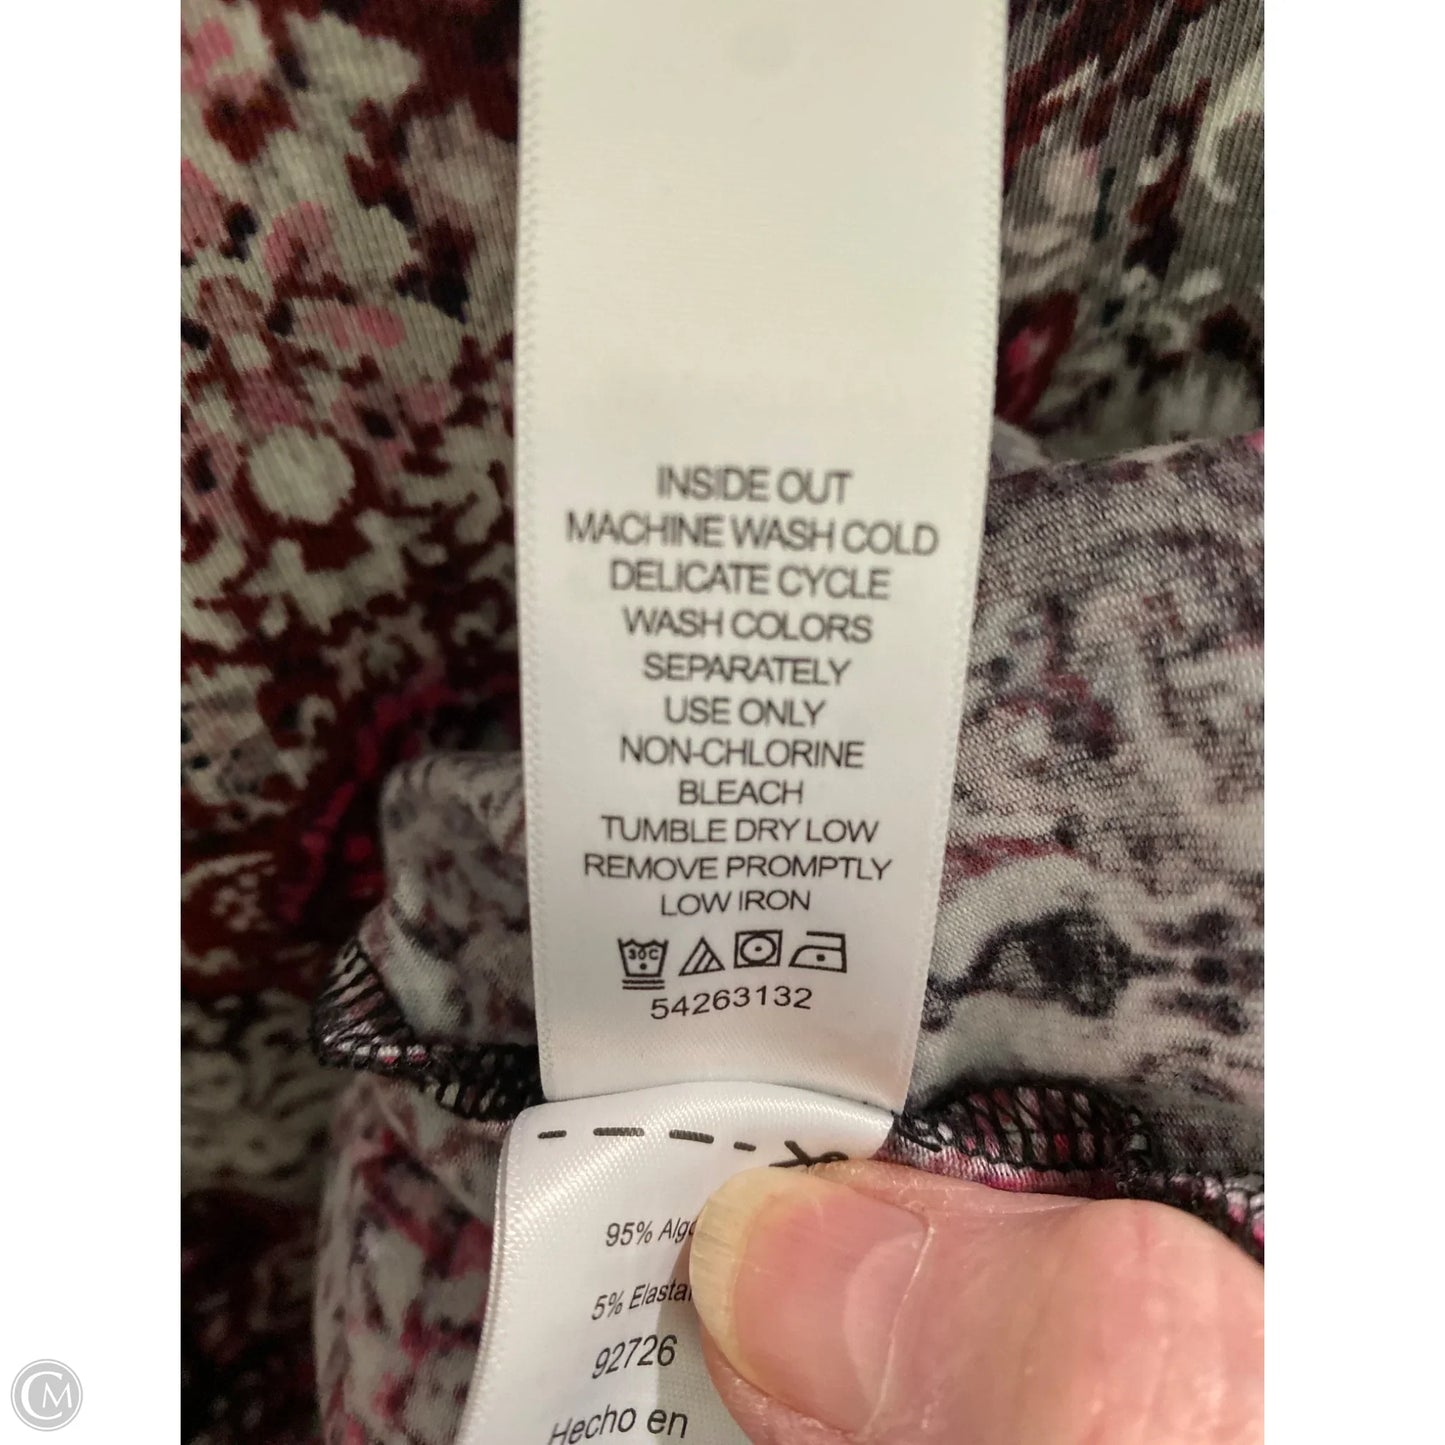 INSIDE OUT
MACHINE WASH COLD
DELICATE CYCLE
WASH COLORS
SEPARATELY
USE ONLY
NON-CHLORINE
BLEACH
TUMBLE DRY LOW
REMOVE PROMPTLY
LOW IRON
30C
54263132
95%
5%
92726
Hecho en
CM